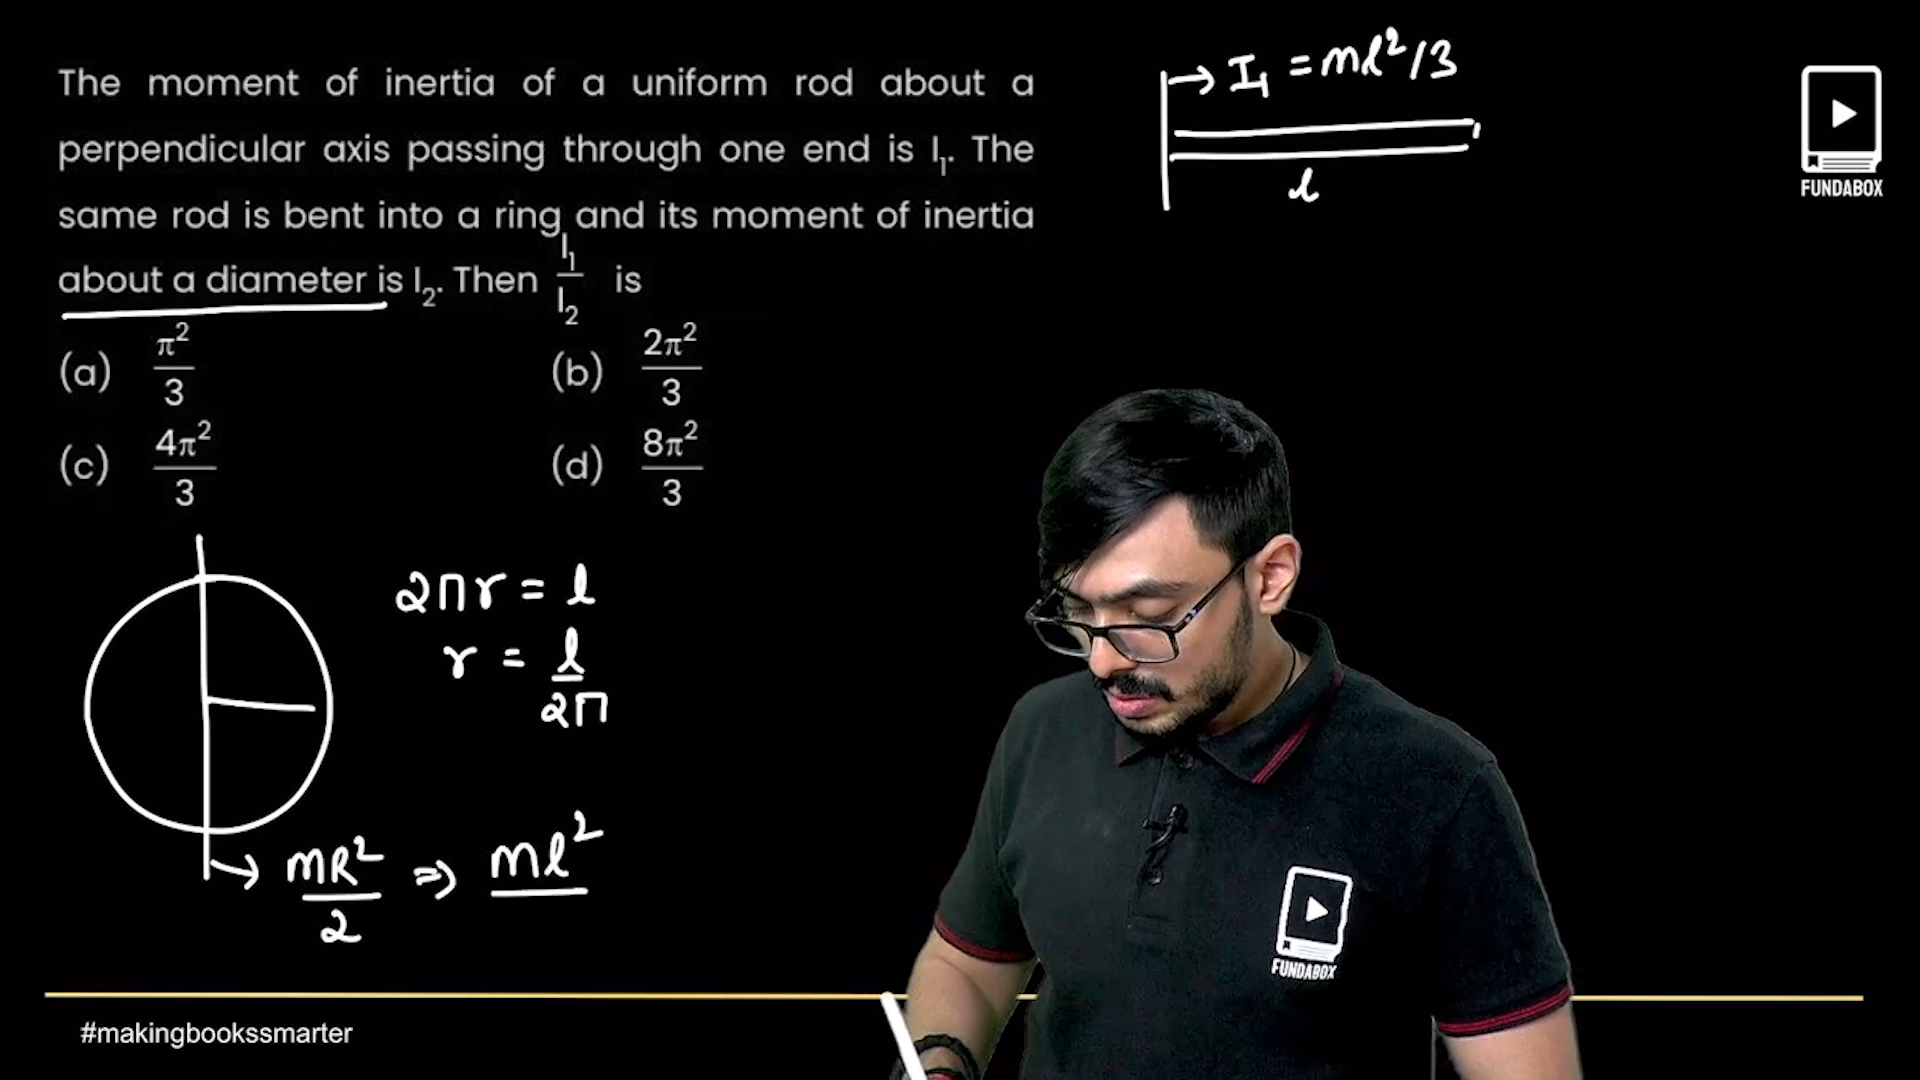 The moment of inertia of a uniform rod about a
perpendicular axis passing through one end is I₁. The
same rod is bent into a ring and its moment of inertia
about a diameter is I₂. Then I₁/I₂ is
(a) π²/3
(b) 2π²/3
(c) 4π²/3
(d) 8π²/3
→ I₁ = ml²/3
l
FUNDABOX
2πr = l
r = l/2π
→ mR²/2 ⇒ ml²
FUNDABOX
#makingbookssmarter